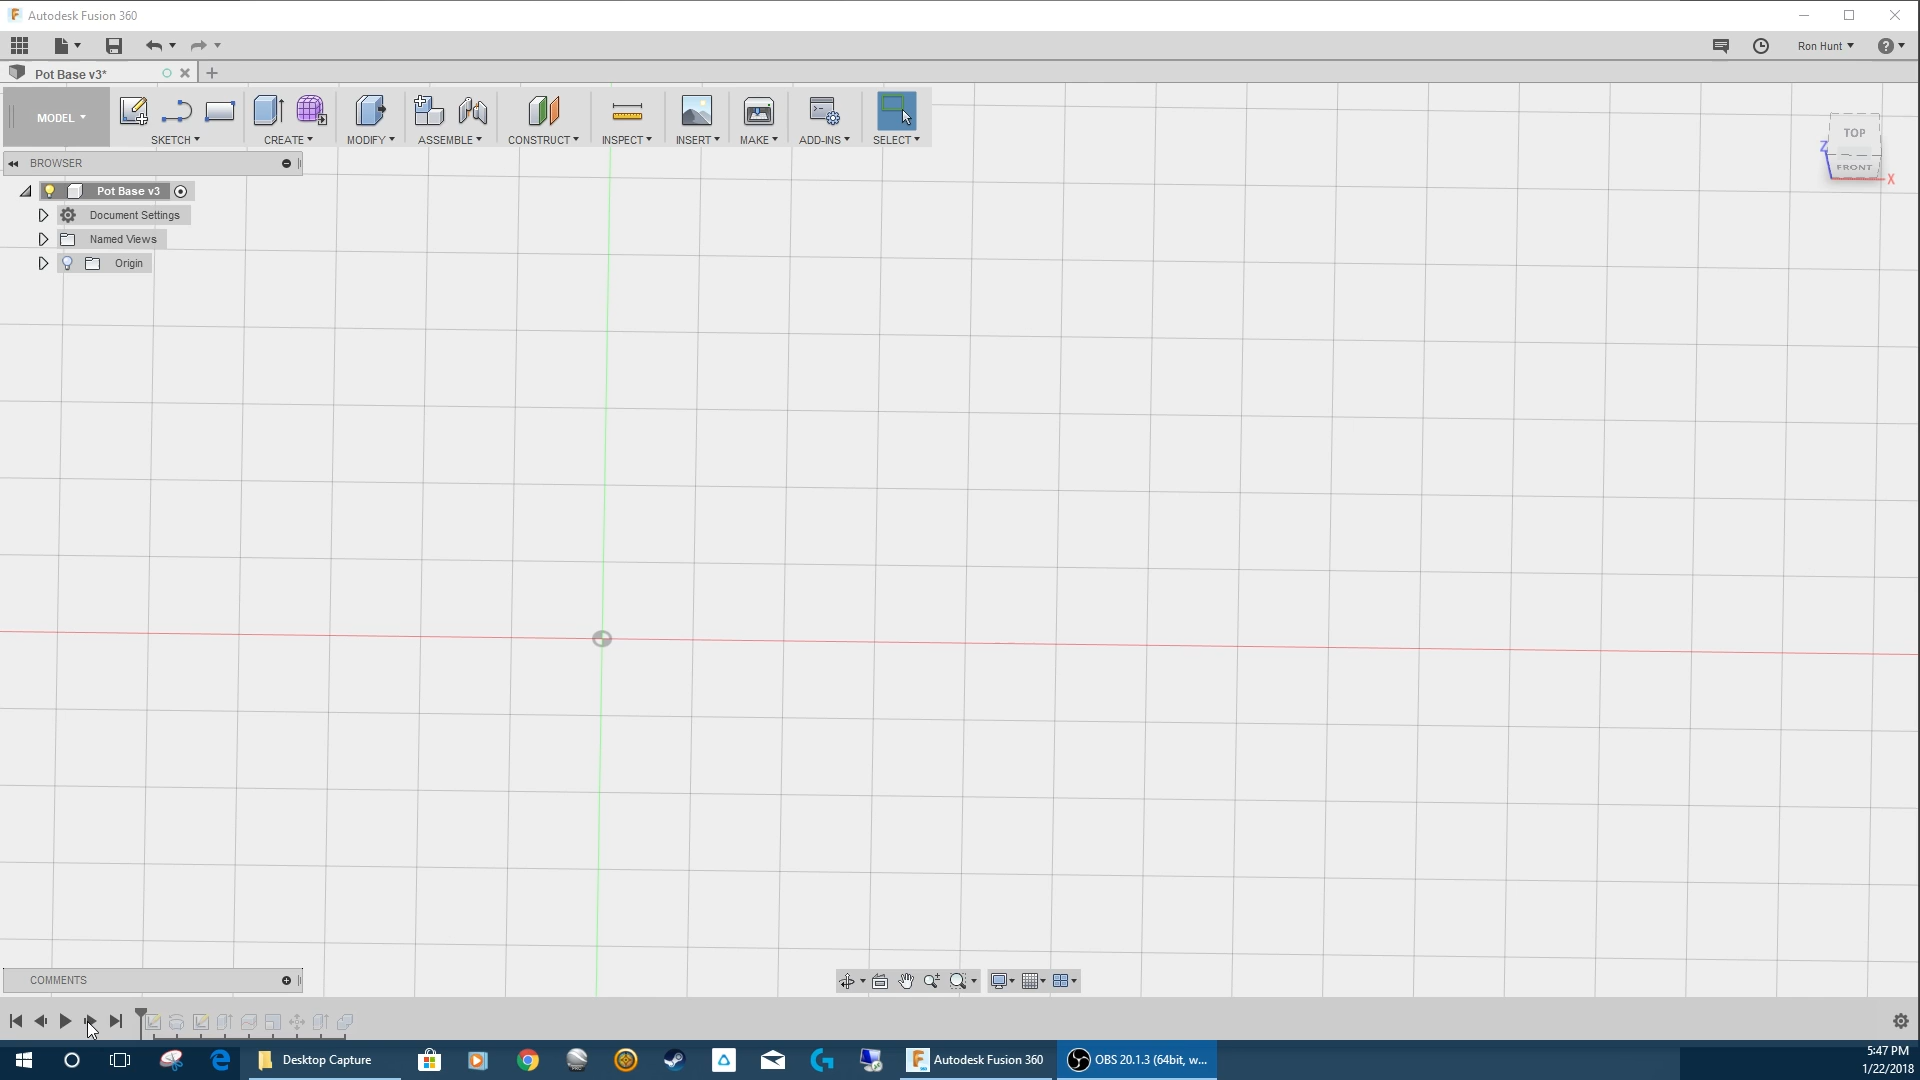 Autodesk Fusion 360
Ron Hunt
Pot Base v3*
MODEL
SKETCH CREATE MODIFY ASSEMBLE CONSTRUCT INSPECT INSERT MAKE ADD-INS SELECT
TOP
Z
FRONT
X
BROWSER
Pot Base v3
Document Settings
Named Views
Origin
COMMENTS
Desktop Capture
Autodesk Fusion 360
OBS 20.1.3 (64bit, w...
5:47 PM
1/22/2018